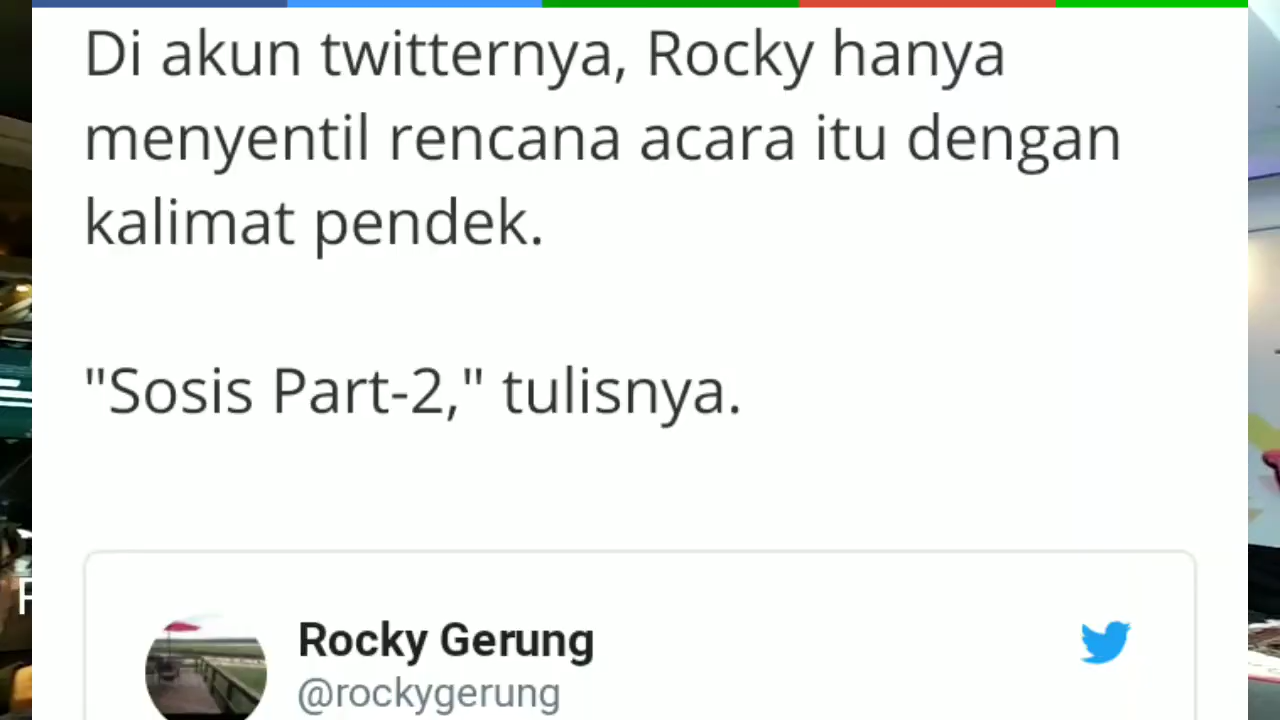 Di akun twitternya, Rocky hanya
menyentil rencana acara itu dengan
kalimat pendek.
"Sosis Part-2," tulisnya.
Rocky Gerung
@rockygerung